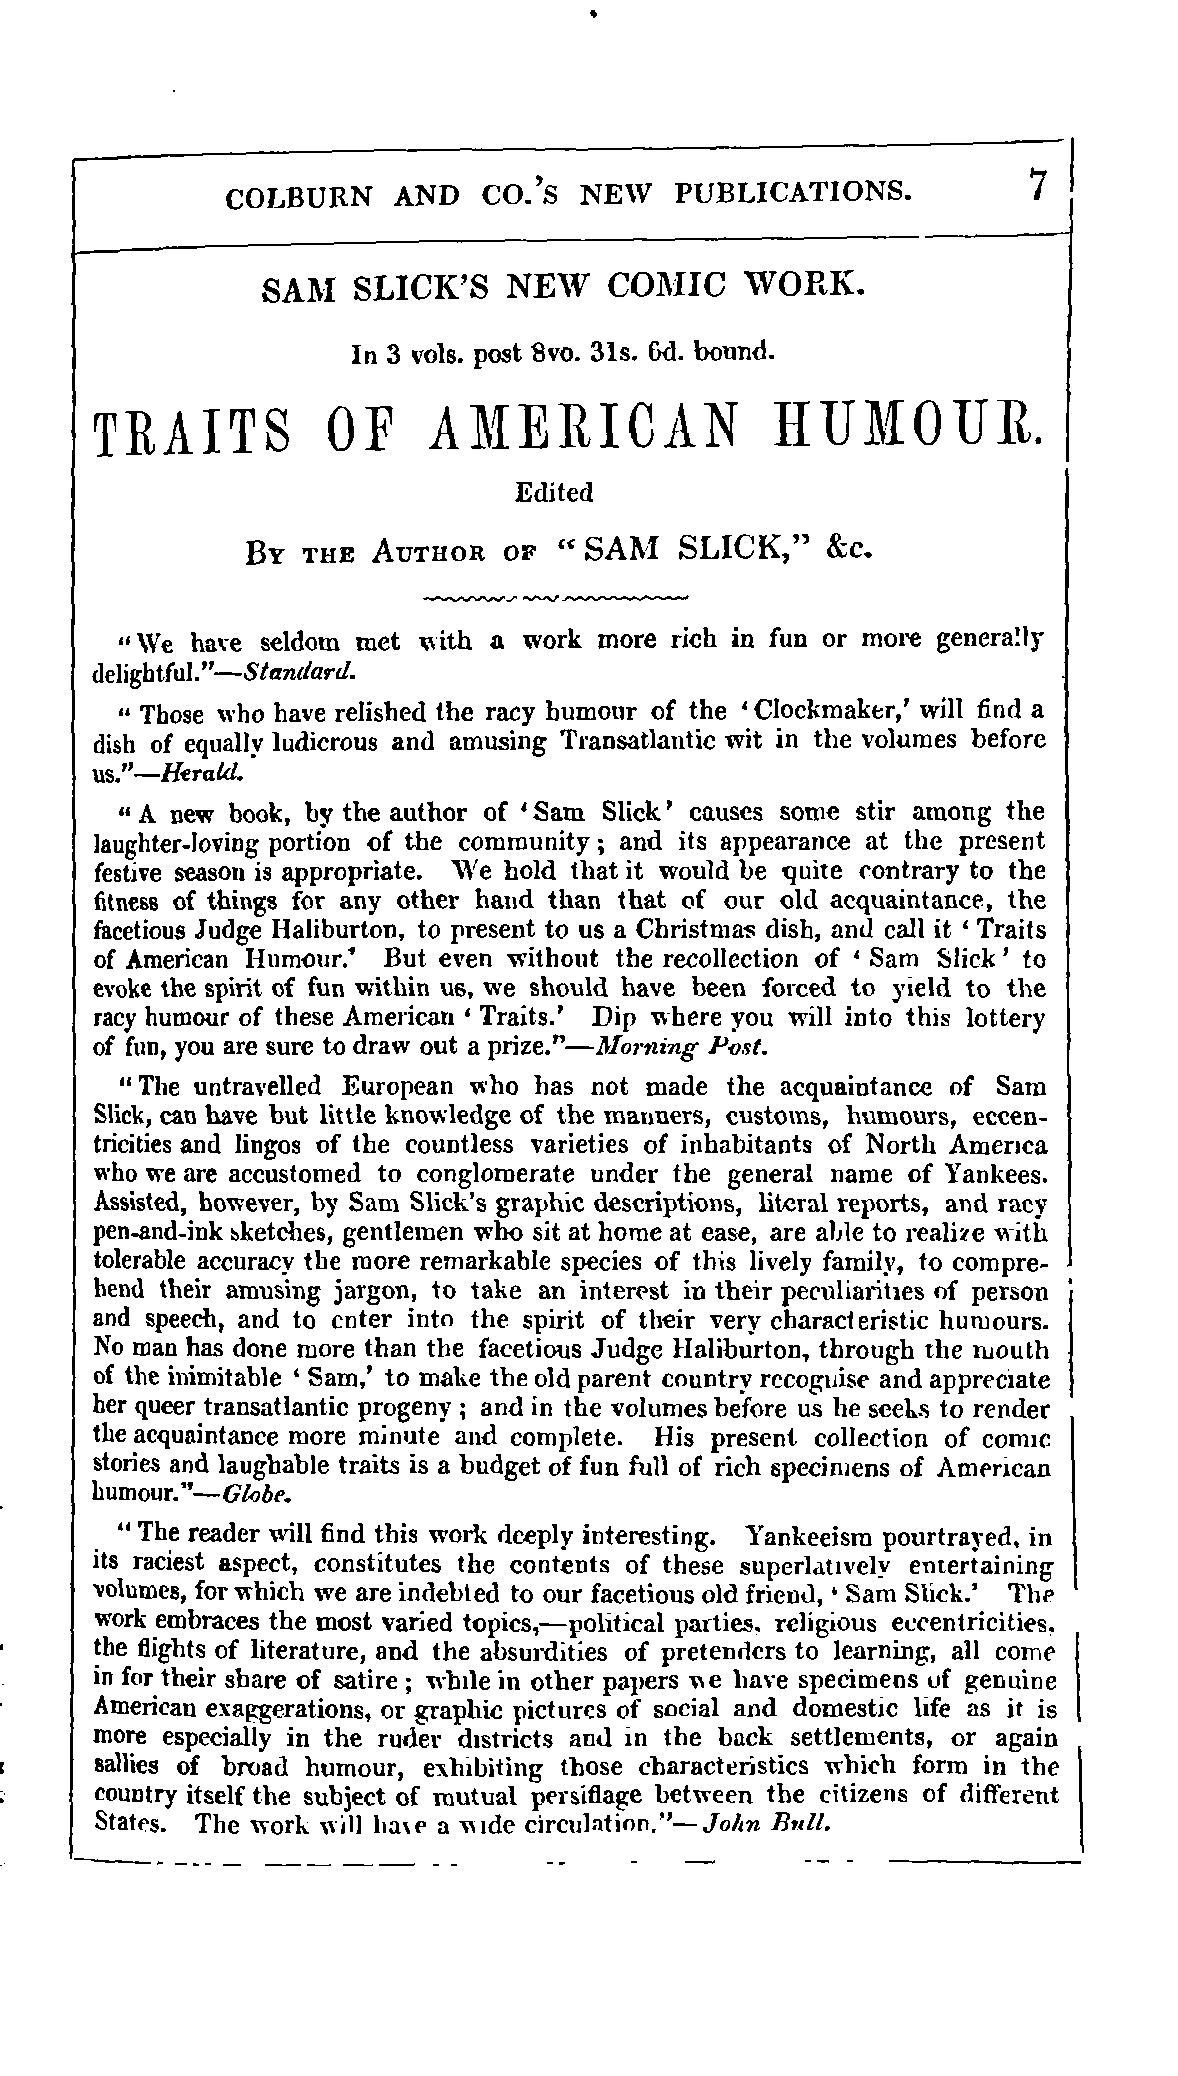 COLBURN AND CO.'S NEW PUBLICATIONS. 7
SAM SLICK'S NEW COMIC WORK.
In 3 vols. post 8vo. 31s. 6d. bound.
TRAITS OF AMERICAN HUMOUR.
Edited
BY THE AUTHOR OF "SAM SLICK," &c.
"We have seldom met with a work more rich in fun or more generally
delightful."—Standard.
"Those who have relished the racy humour of the 'Clockmaker,' will find a
dish of equally ludicrous and amusing Transatlantic wit in the volumes before
us."—Herald.
"A new book, by the author of 'Sam Slick' causes some stir among the
laughter-loving portion of the community; and its appearance at the present
festive season is appropriate. We hold that it would be quite contrary to the
fitness of things for any other hand than that of our old acquaintance, the
facetious Judge Haliburton, to present to us a Christmas dish, and call it 'Traits
of American Humour.' But even without the recollection of 'Sam Slick' to
evoke the spirit of fun within us, we should have been forced to yield to the
racy humour of these American 'Traits.' Dip where you will into this lottery
of fun, you are sure to draw out a prize."—Morning Post.
"The untravelled European who has not made the acquaintance of Sam
Slick, can have but little knowledge of the manners, customs, humours, eccen-
tricities and lingos of the countless varieties of inhabitants of North America
who we are accustomed to conglomerate under the general name of Yankees.
Assisted, however, by Sam Slick's graphic descriptions, literal reports, and racy
pen-and-ink sketches, gentlemen who sit at home at ease, are able to realize with
tolerable accuracy the more remarkable species of this lively family, to compre-
hend their amusing jargon, to take an interest in their peculiarities of person
and speech, and to enter into the spirit of their very characteristic humours.
No man has done more than the facetious Judge Haliburton, through the mouth
of the inimitable 'Sam,' to make the old parent country recognise and appreciate
her queer transatlantic progeny; and in the volumes before us he seeks to render
the acquaintance more minute and complete. His present collection of comic
stories and laughable traits is a budget of fun full of rich specimens of American
humour."—Globe.
"The reader will find this work deeply interesting. Yankeeism pourtrayed, in
its raciest aspect, constitutes the contents of these superlatively entertaining
volumes, for which we are indebted to our facetious old friend, 'Sam Slick.' The
work embraces the most varied topics,—political parties, religious eccentricities,
the flights of literature, and the absurdities of pretenders to learning, all come
in for their share of satire; while in other papers we have specimens of genuine
American exaggerations, or graphic pictures of social and domestic life as it is
more especially in the ruder districts and in the back settlements, or again
sallies of broad humour, exhibiting those characteristics which form in the
country itself the subject of mutual persiflage between the citizens of different
States. The work will have a wide circulation."—John Bull.